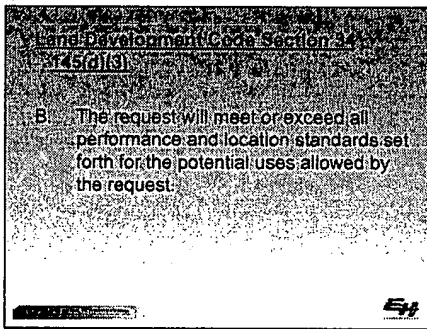 Land Development Code Section 34-
145(d)(3)
B. The request will meet or exceed all
performance and location standards set
forth for the potential uses allowed by
the request.
EH